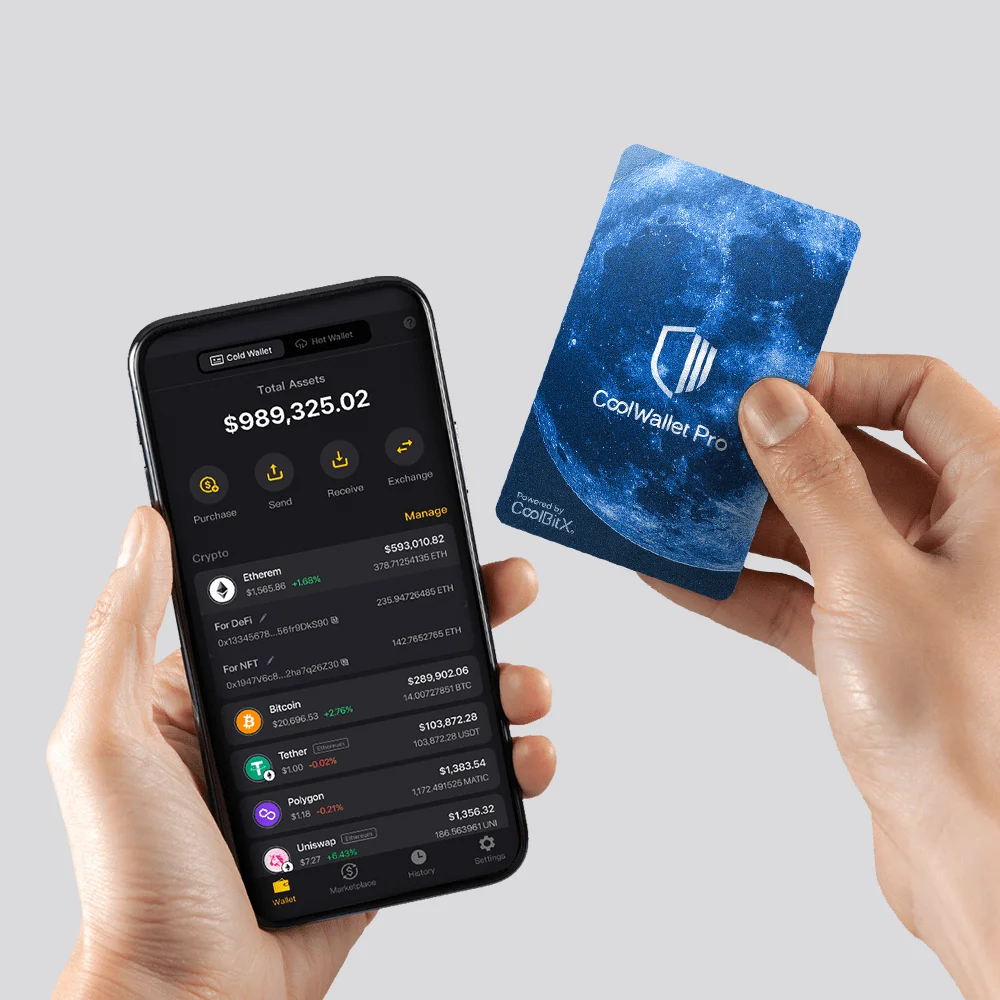 Cold Wallet
Hot Wallet
?
Total Assets
$989,325.02
Purchase
Send
Receive
Exchange
Crypto
Manage
Etherem
$593,010.82
$1,565.86 +1.68%
378.71254135 ETH
For DeFi
235.94726485 ETH
0x13345678...56fr9DkS90
For NFT
142.7652765 ETH
0x1947V6c8...2ha7q26Z30
Bitcoin
$289,902.06
$20,696.53 +2.76%
14.00727851 BTC
Tether
Ethereum
$103,872.28
$1.00 -0.02%
103,872.28 USDT
Polygon
$1,383.54
$1.18 -0.21%
1,172.491525 MATIC
Uniswap
Ethereum
$1,356.32
$7.27 +6.43%
186.563961 UNI
Wallet
Marketplace
History
Settings
CoolWallet Pro
Powered by
CoolBitX®